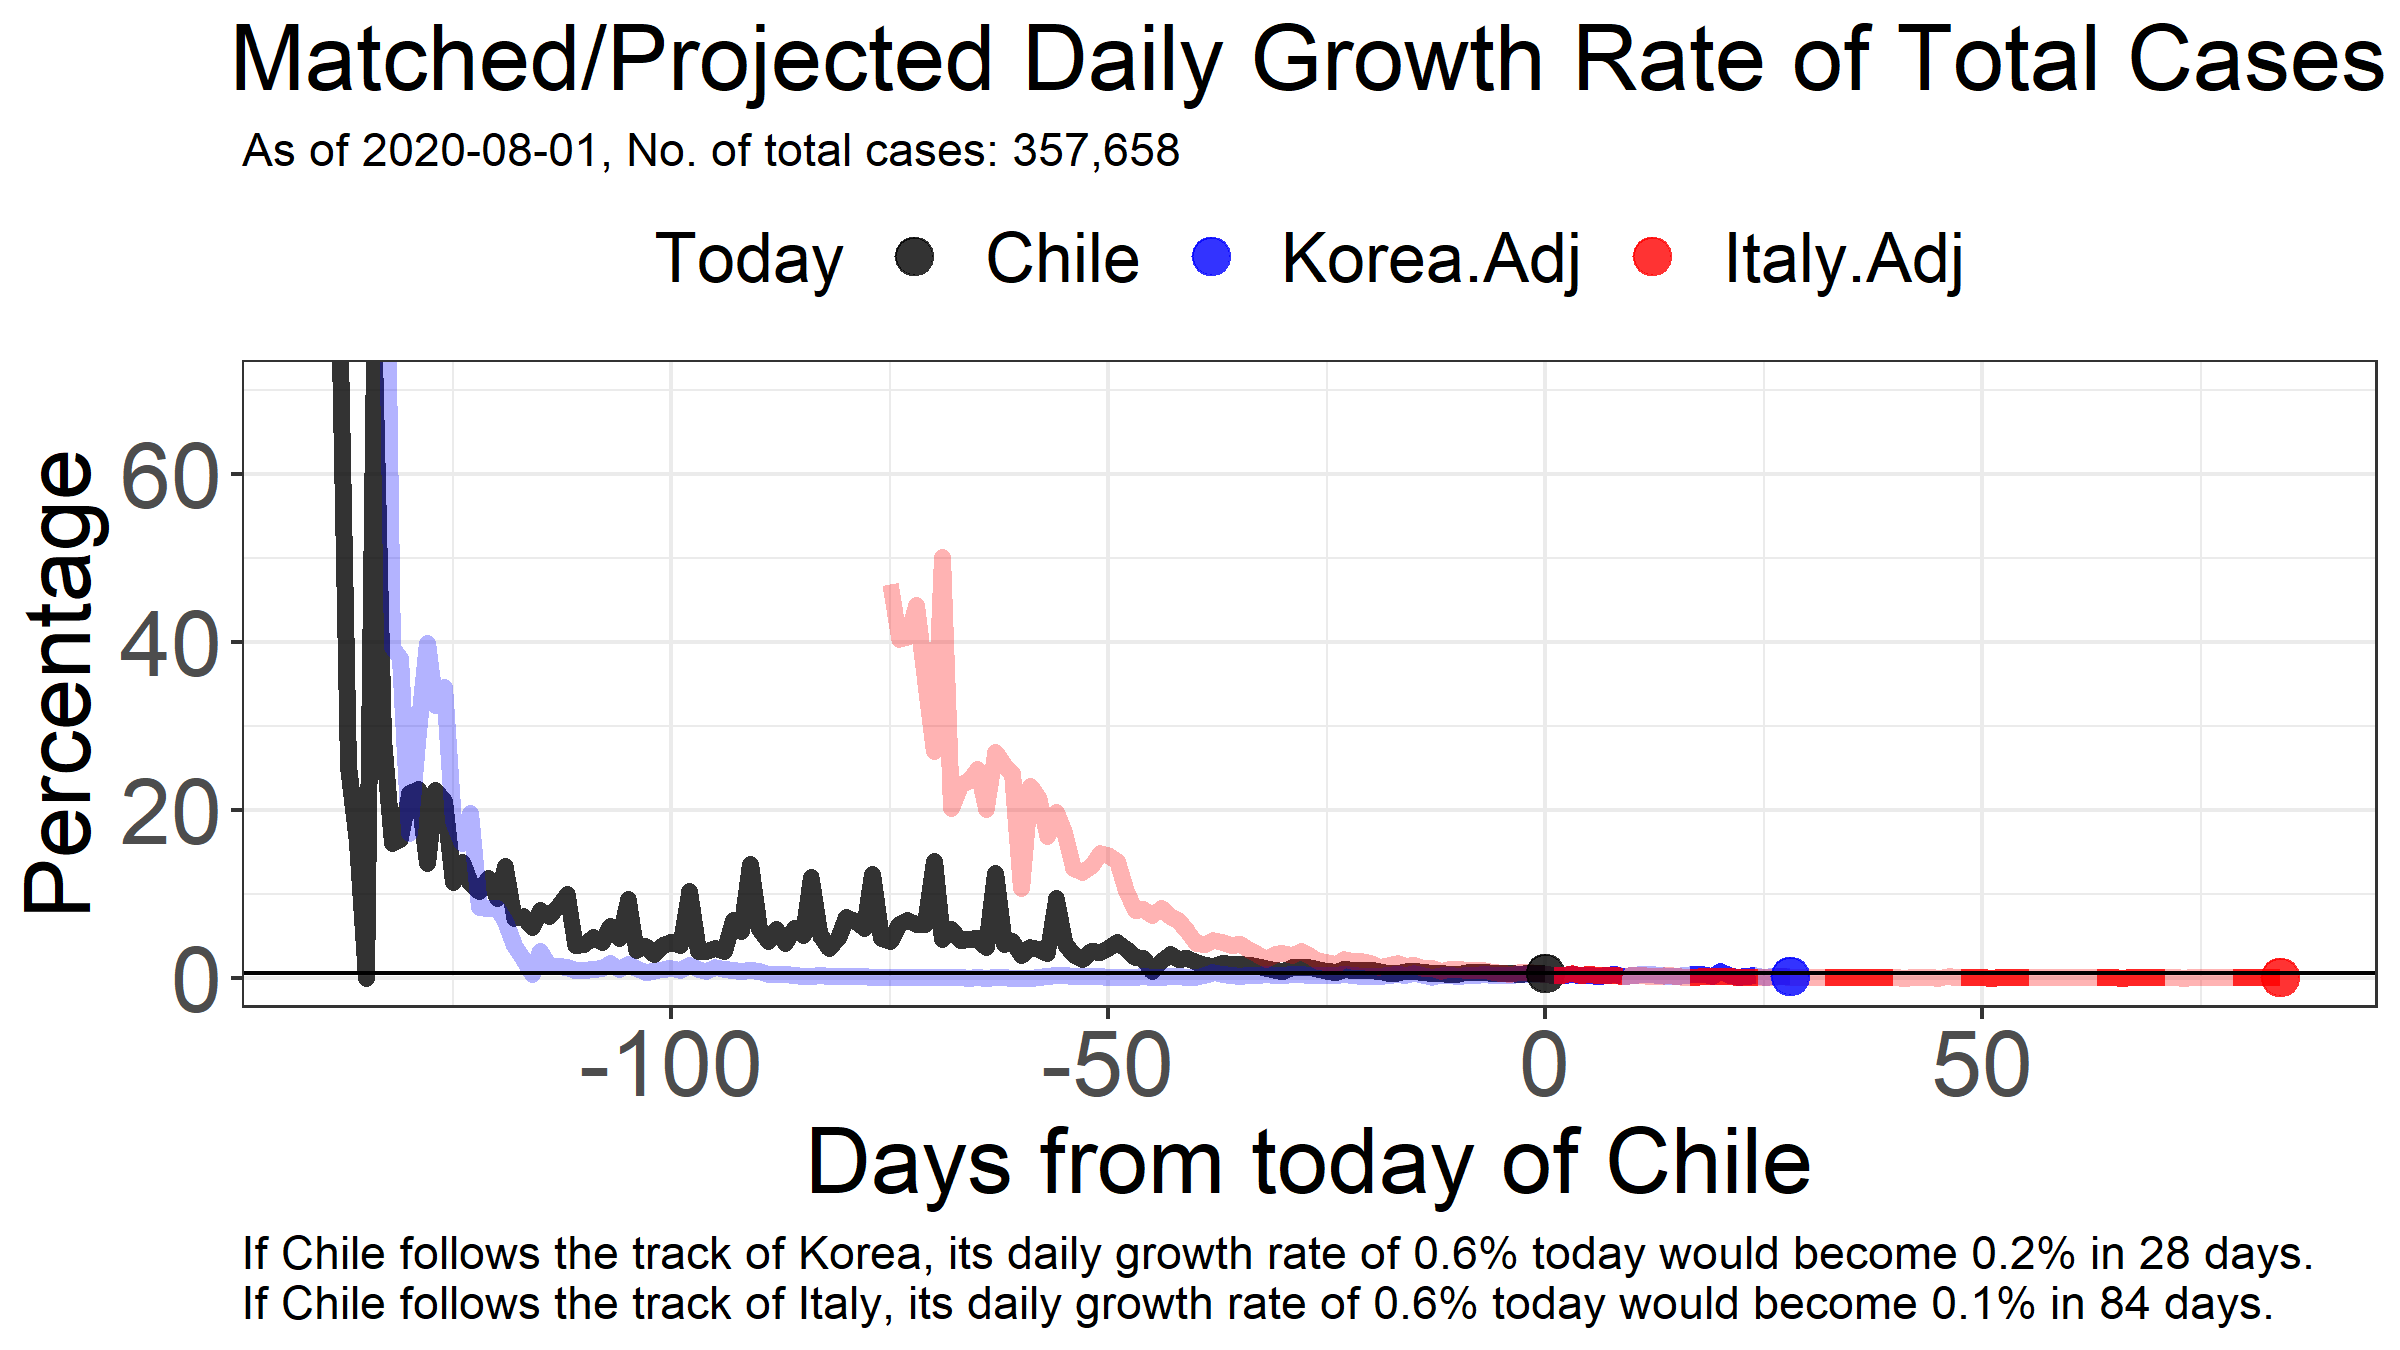 Matched/Projected Daily Growth Rate of Total Cases
As of 2020-08-01, No. of total cases: 357,658
Today Chile Korea.Adj Italy.Adj
Percentage
60
40
20
0
-100 -50 0 50
Days from today of Chile
If Chile follows the track of Korea, its daily growth rate of 0.6% today would become 0.2% in 28 days.
If Chile follows the track of Italy, its daily growth rate of 0.6% today would become 0.1% in 84 days.